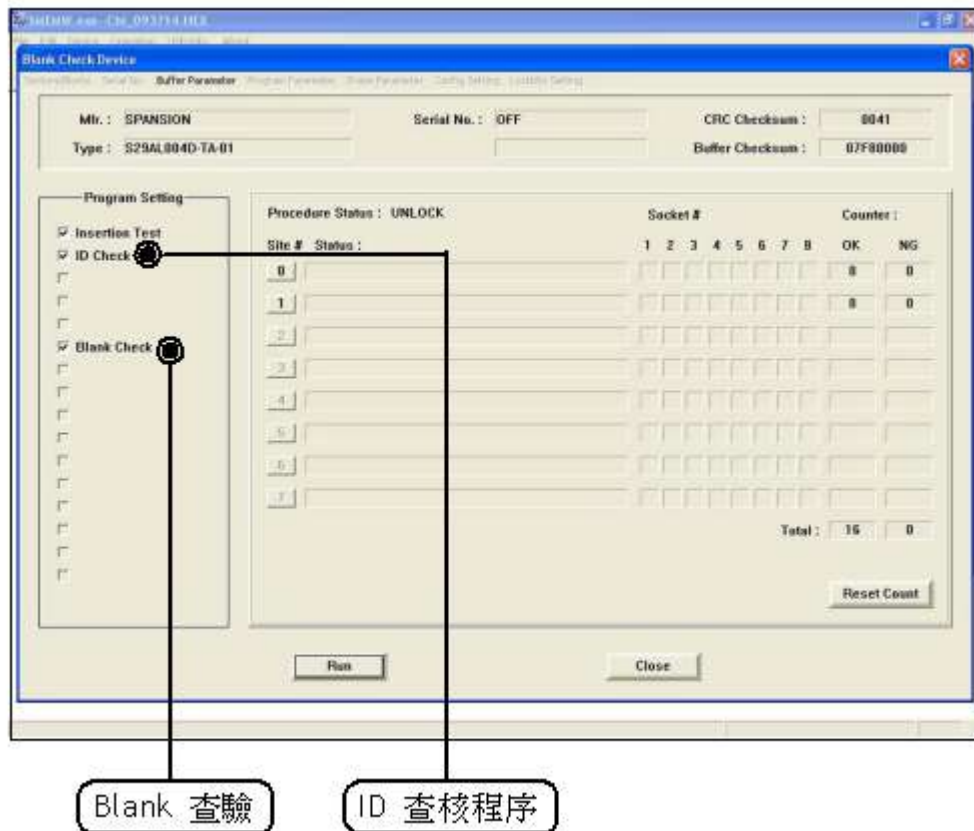 Blank Check Device
Buffer Parameter
Mfr. : SPANSION Serial No. : OFF CRC Checksum : 0041
Type : S29AL004D-TA-01 Buffer Checksum : 07F80000
Program Setting
Insertion Test
ID Check
Blank Check
Procedure Status : UNLOCK Socket # Counter :
Site # Status : 1 2 3 4 5 6 7 8 OK NG
0 8 0
1 8 0
2
3
4
5
6
7
Total : 16 0
Reset Count
Run Close
Blank 查驗 ID 查核程序